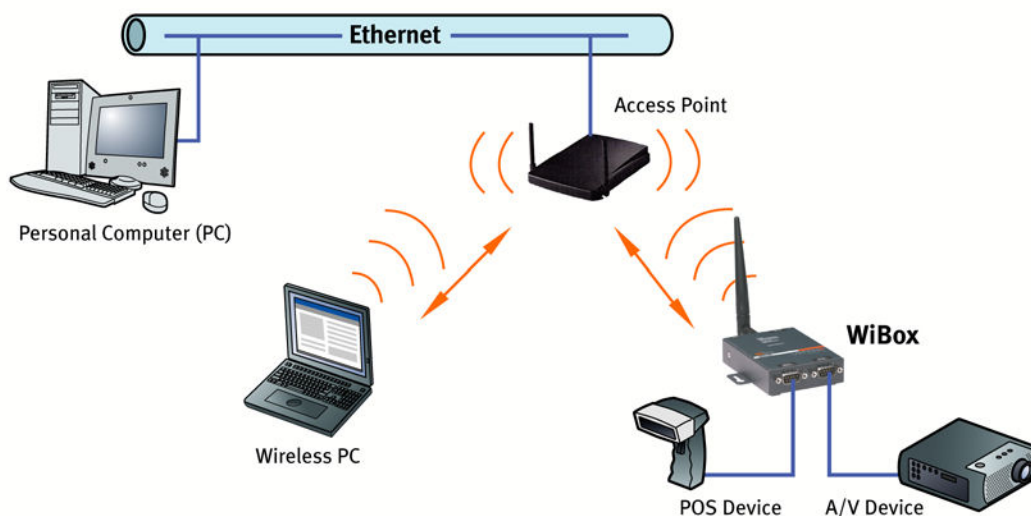 Ethernet
Access Point
Personal Computer (PC)
WiBox
Wireless PC
POS Device
A/V Device